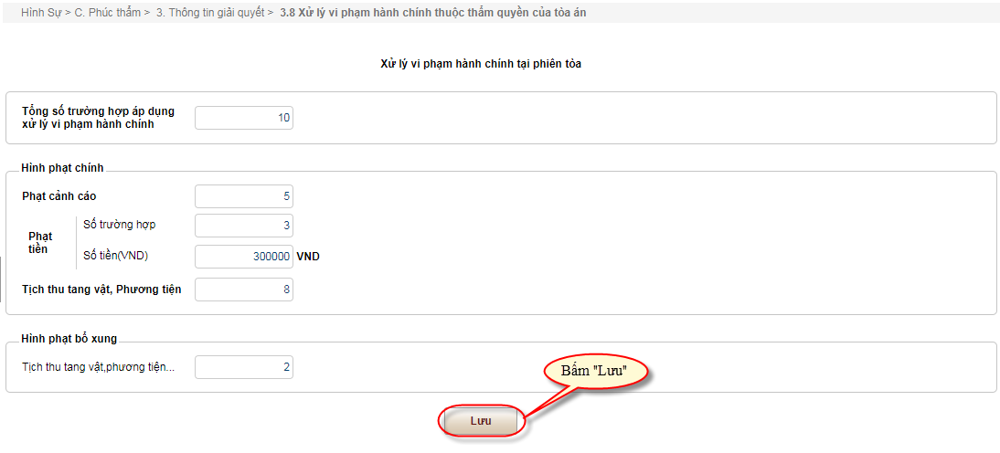 Hình Sự > C. Phúc thẩm > 3. Thông tin giải quyết > 3.8 Xử lý vi phạm hành chính thuộc thẩm quyền của tòa án
Xử lý vi phạm hành chính tại phiên tòa
Tổng số trường hợp áp dụng
xử lý vi phạm hành chính
10
Hình phạt chính
Phạt cảnh cáo
5
Phạt
tiền
Số trường hợp
3
Số tiền(VND)
300000 VND
Tịch thu tang vật, Phương tiện
8
Hình phạt bổ xung
Tịch thu tang vật,phương tiện...
2
Bấm "Lưu"
Lưu